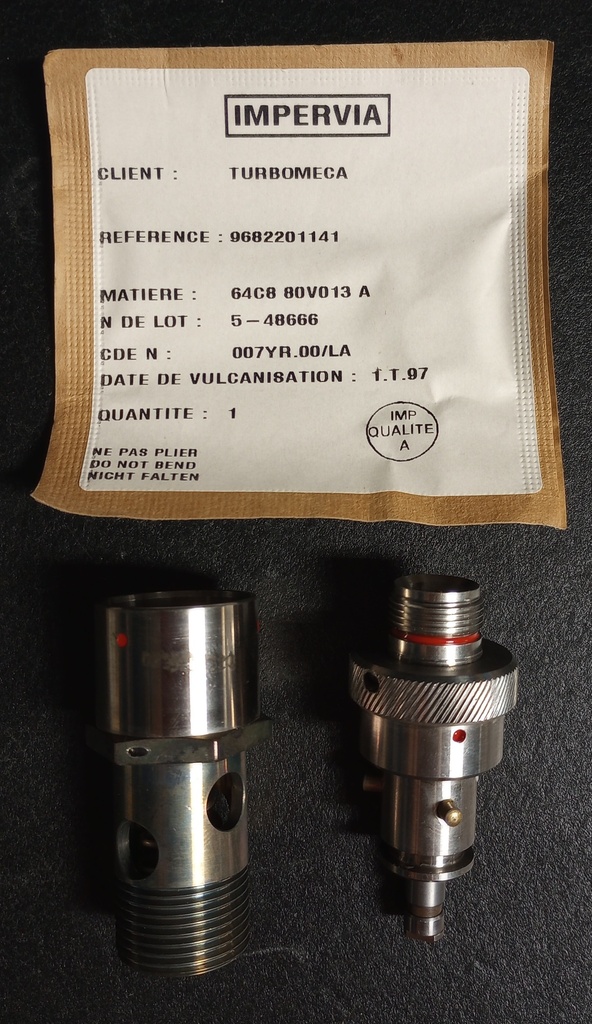 IMPERVIA
CLIENT : TURBOMECA
REFERENCE : 9682201141
MATIERE : 64C8 80V013 A
N DE LOT : 5-48666
CDE N : 007YR.00/LA
DATE DE VULCANISATION : 1.T.97
QUANTITE : 1
IMP
QUALITE
A
NE PAS PLIER
DO NOT BEND
NICHT FALTEN